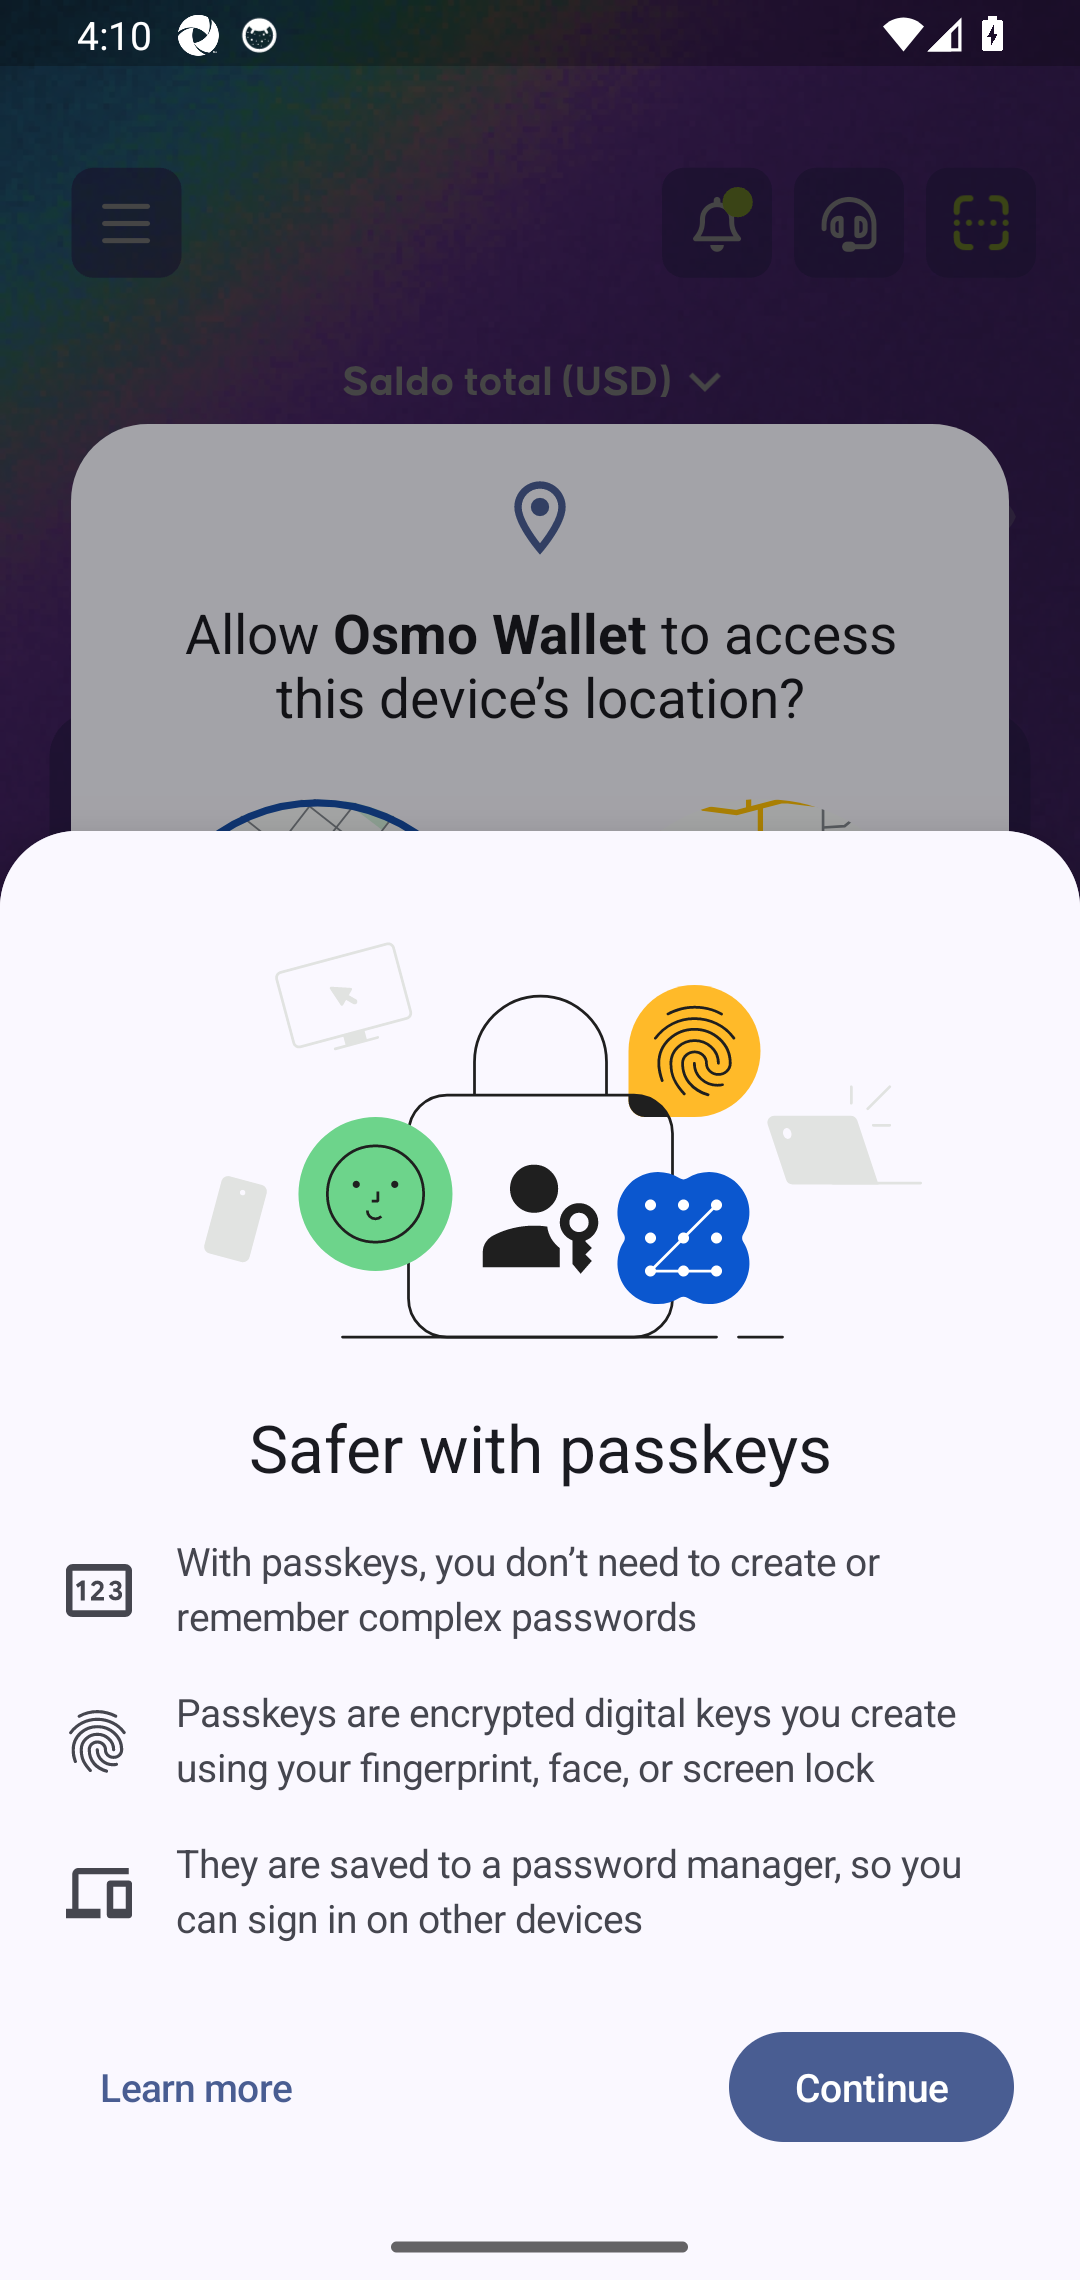 4:10
Saldo total (USD)
Allow Osmo Wallet to access
this device’s location?
Safer with passkeys
123
With passkeys, you don’t need to create or
remember complex passwords
Passkeys are encrypted digital keys you create
using your fingerprint, face, or screen lock
They are saved to a password manager, so you
can sign in on other devices
Learn more
Continue